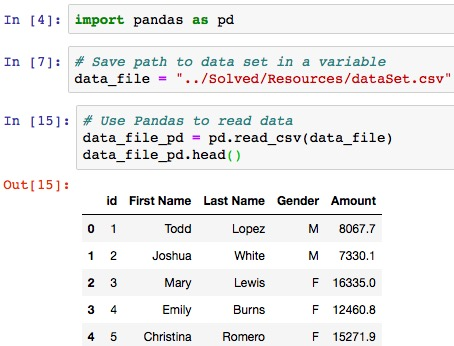 In [4]: import pandas as pd
In [7]: # Save path to data set in a variable
data_file = "../Solved/Resources/dataSet.csv"
In [15]: # Use Pandas to read data
data_file_pd = pd.read_csv(data_file)
data_file_pd.head()
Out[15]:
id First Name Last Name Gender Amount
0 1 Todd Lopez M 8067.7
1 2 Joshua White M 7330.1
2 3 Mary Lewis F 16335.0
3 4 Emily Burns F 12460.8
4 5 Christina Romero F 15271.9